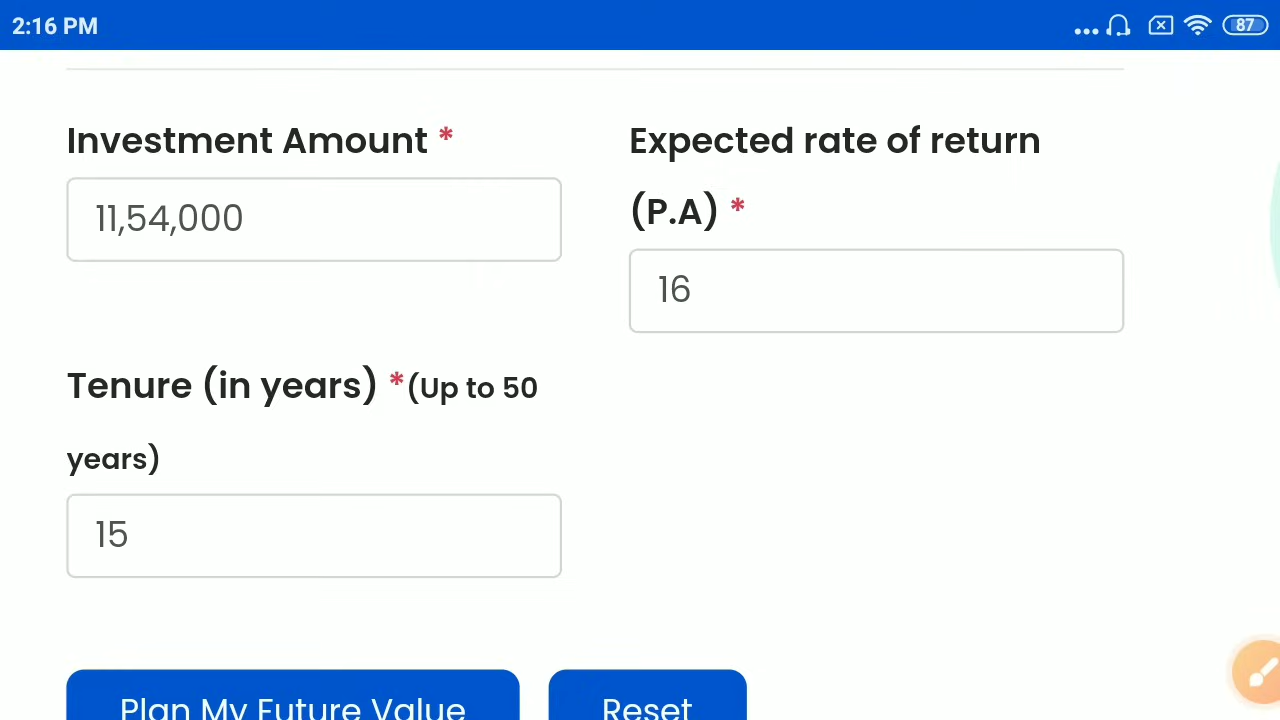 2:16 PM
87
Investment Amount *
11,54,000
Expected rate of return
(P.A) *
16
Tenure (in years) *(Up to 50
years)
15
Plan My Future Value
Reset